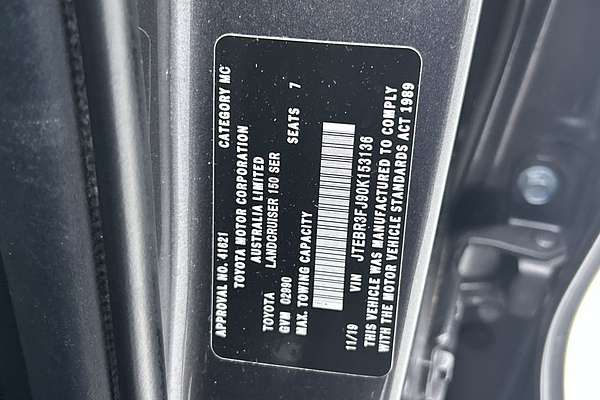 APPROVAL NO. 41621 CATEGORY MC
TOYOTA MOTOR CORPORATION
AUSTRALIA LIMITED
TOYOTA LANDCRUISER 150 SER
GVM 02990 SEATS 7
MAX. TOWING CAPACITY
11/19 VIN JTEBR3FJ90K153136
THIS VEHICLE WAS MANUFACTURED TO COMPLY
WITH THE MOTOR VEHICLE STANDARDS ACT 1989